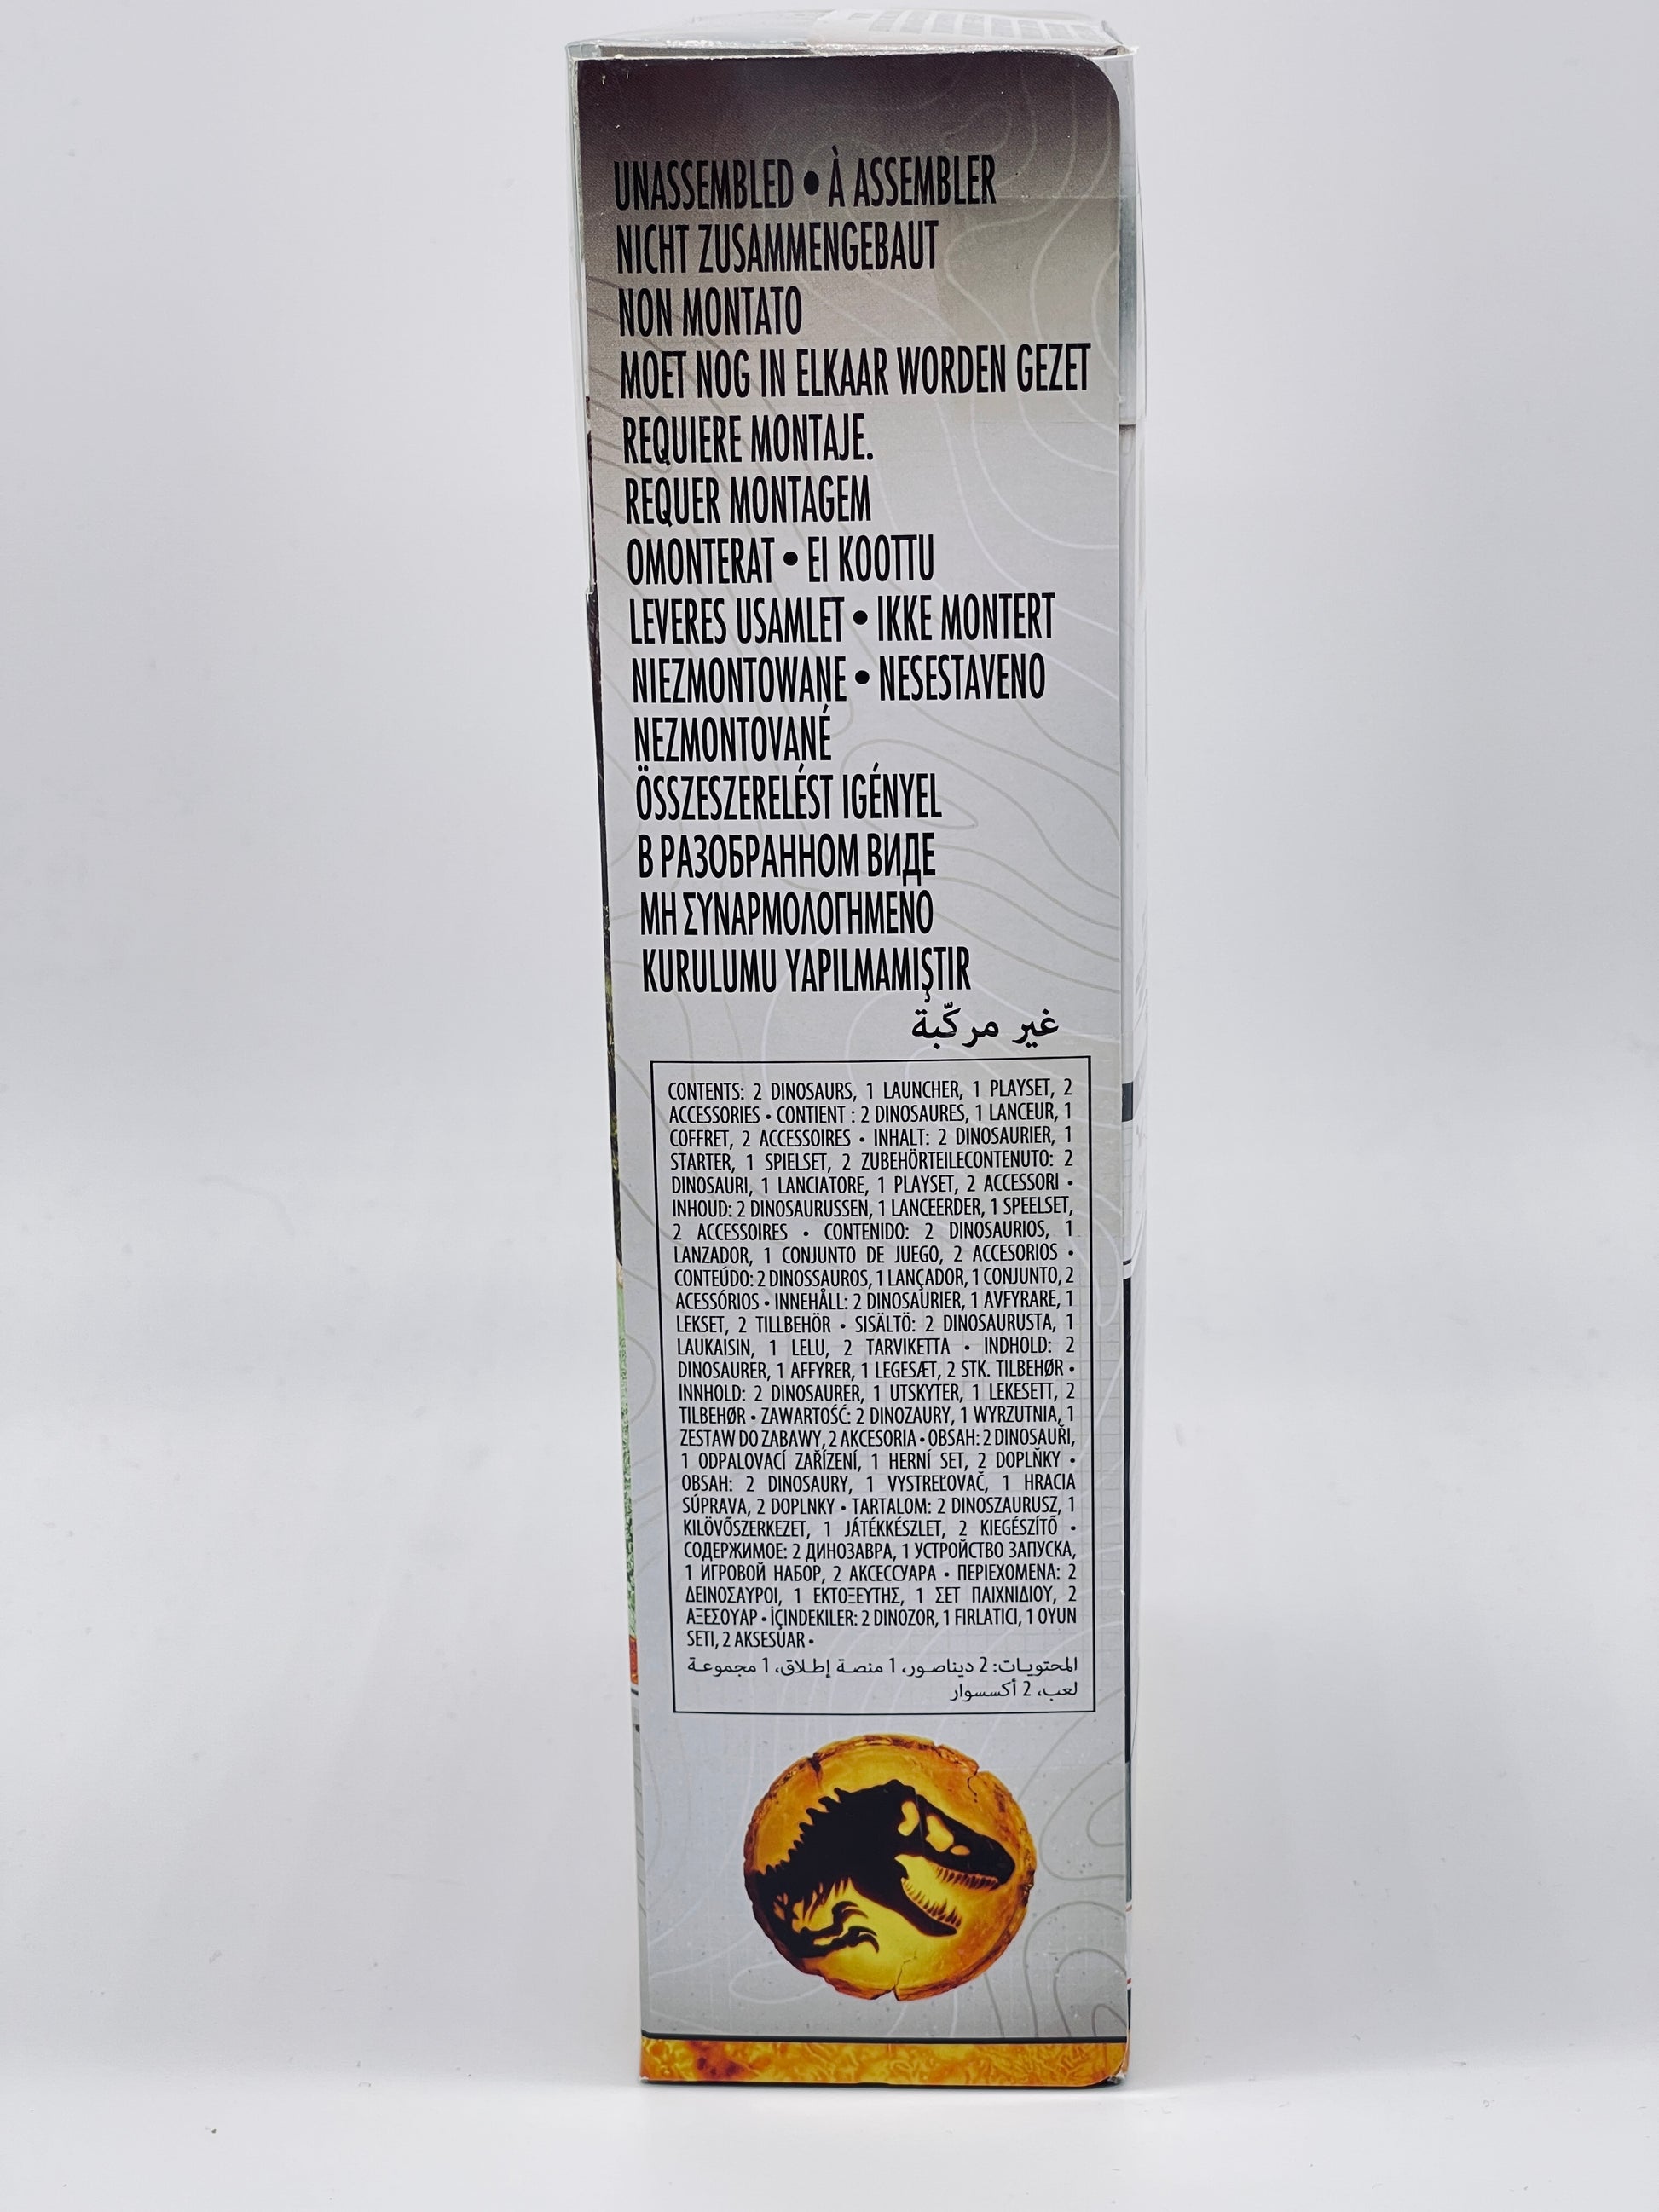 UNASSEMBLED • À ASSEMBLER
NICHT ZUSAMMENGEBAUT
NON MONTATO
MOET NOG IN ELKAAR WORDEN GEZET
REQUIERE MONTAJE.
REQUER MONTAGEM
OMONTERAT • EI KOOTTU
LEVERES USAMLET • IKKE MONTERT
NIEZMONTOWANE • NESESTAVENO
NEZMONTOVANÉ
ÖSSZESZERELÉST IGÉNYEL
В РАЗОБРАННОМ ВИДЕ
ΜΗ ΣΥΝΑΡΜΟΛΟΓΗΜΕΝΟ
KURULUMU YAPILMAMIŞTIR
غير مركّبة
CONTENTS: 2 DINOSAURS, 1 LAUNCHER, 1 PLAYSET, 2
ACCESSORIES • CONTIENT : 2 DINOSAURES, 1 LANCEUR, 1
COFFRET, 2 ACCESSOIRES • INHALT: 2 DINOSAURIER, 1
STARTER, 1 SPIELSET, 2 ZUBEHÖRTEILECONTENUTO: 2
DINOSAURI, 1 LANCIATORE, 1 PLAYSET, 2 ACCESSORI •
INHOUD: 2 DINOSAURUSSEN, 1 LANCEERDER, 1 SPEELSET,
2 ACCESSOIRES • CONTENIDO: 2 DINOSAURIOS, 1
LANZADOR, 1 CONJUNTO DE JUEGO, 2 ACCESORIOS •
CONTEÚDO: 2 DINOSSAUROS, 1 LANÇADOR, 1 CONJUNTO, 2
ACESSÓRIOS • INNEHÅLL: 2 DINOSAURIER, 1 AVFYRARE, 1
LEKSET, 2 TILLBEHÖR • SISÄLTÖ: 2 DINOSAURUSTA, 1
LAUKAISIN, 1 LELU, 2 TARVIKETTA • INDHOLD: 2
DINOSAURER, 1 AFFYRER, 1 LEGESÆT, 2 STK. TILBEHØR •
INNHOLD: 2 DINOSAURER, 1 UTSKYTER, 1 LEKESETT, 2
TILBEHØR • ZAWARTOŚĆ: 2 DINOZAURY, 1 WYRZUTNIA, 1
ZESTAW DO ZABAWY, 2 AKCESORIA • OBSAH: 2 DINOSAUŘI,
1 ODPALOVACÍ ZAŘÍZENÍ, 1 HERNÍ SET, 2 DOPLŇKY •
OBSAH: 2 DINOSAURY, 1 VYSTREĽOVAČ, 1 HRACIA
SÚPRAVA, 2 DOPLNKY • TARTALOM: 2 DINOSZAURUSZ, 1
KILÖVŐSZERKEZET, 1 JÁTÉKKÉSZLET, 2 KIEGÉSZÍTŐ •
СОДЕРЖИМОЕ: 2 ДИНОЗАВРА, 1 УСТРОЙСТВО ЗАПУСКА,
1 ИГРОВОЙ НАБОР, 2 АКСЕССУАРА • ΠΕΡΙΕΧΟΜΕΝΑ: 2
ΔΕΙΝΟΣΑΥΡΟΙ, 1 ΕΚΤΟΞΕΥΤΗΣ, 1 ΣΕΤ ΠΑΙΧΝΙΔΙΟΥ, 2
ΑΞΕΣΟΥΑΡ • İÇINDEKILER: 2 DINOZOR, 1 FIRLATICI, 1 OYUN
SETI, 2 AKSESUAR •
المحتويات: 2 ديناصور، 1 منصة إطلاق، 1 مجموعة
لعب، 2 أكسسوار